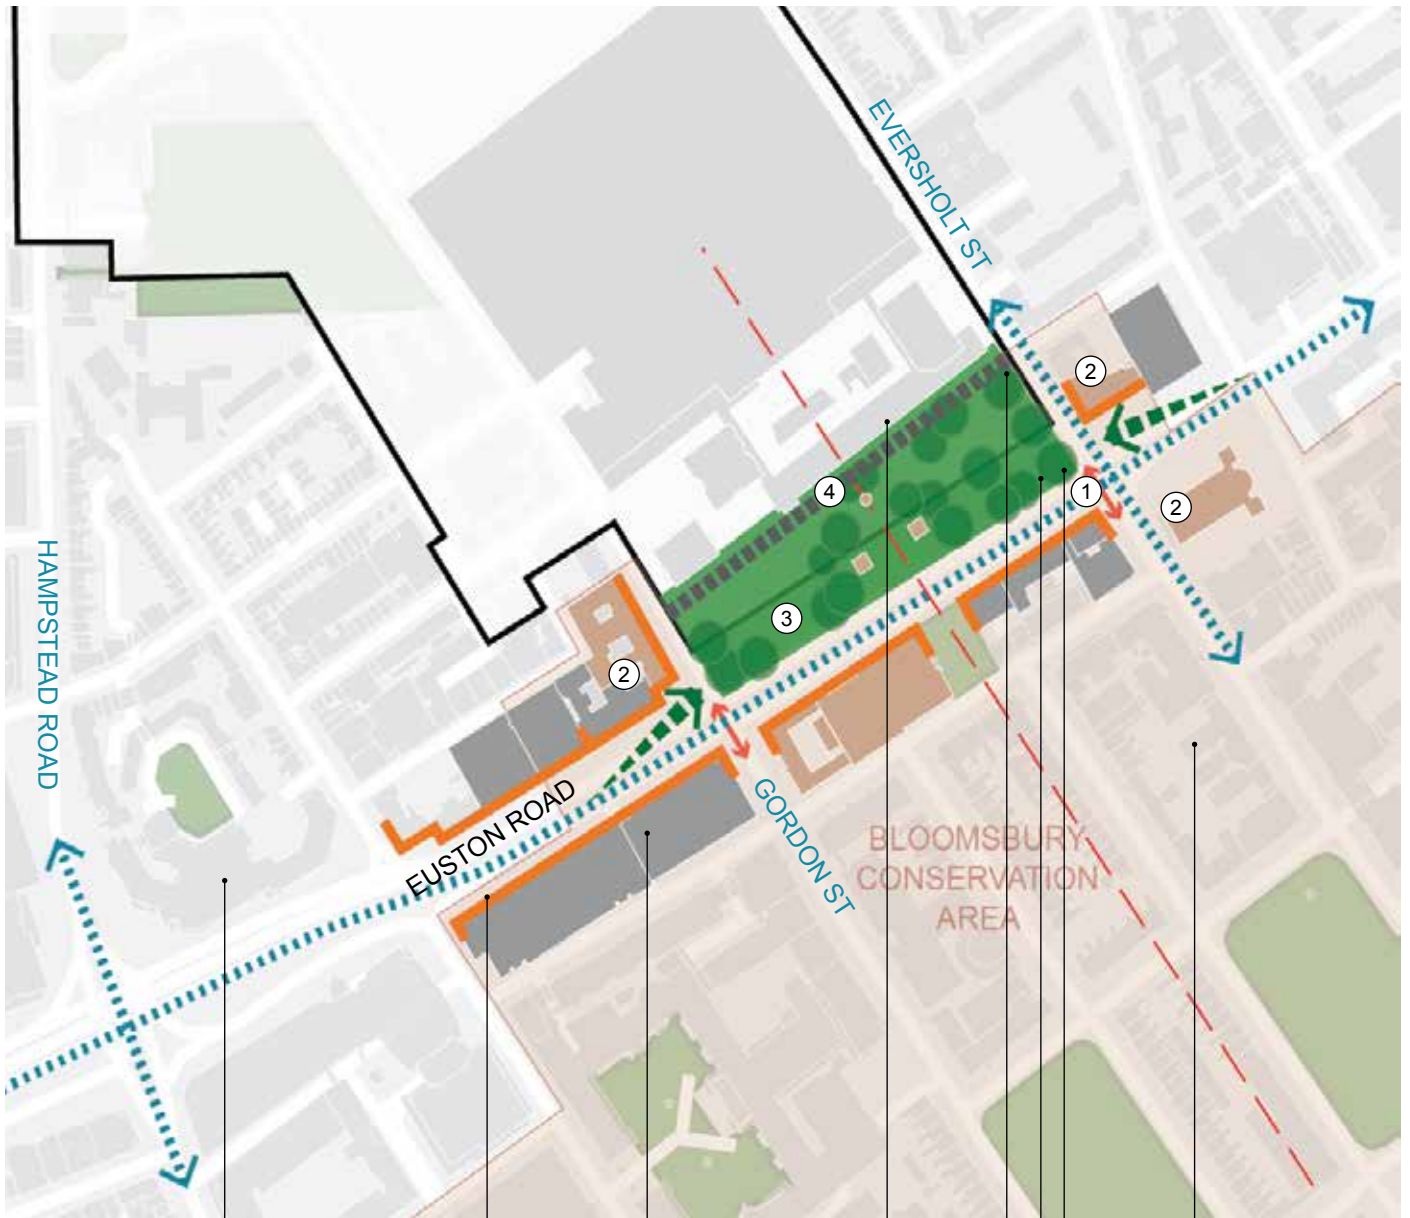 EVERSHOLT ST
2
4
1
2
HAMPSTEAD ROAD
3
2
EUSTON ROAD
GORDON ST
BLOOMSBURY
CONSERVATION
AREA